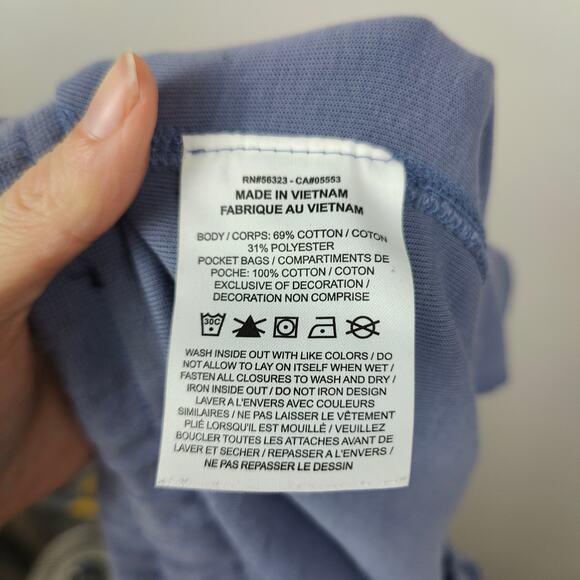 RN#56323 - CA#05553
MADE IN VIETNAM
FABRIQUE AU VIETNAM
BODY / CORPS: 69% COTTON / COTON
31% POLYESTER
POCKET BAGS / COMPARTIMENTS DE
POCHE: 100% COTTON / COTON
EXCLUSIVE OF DECORATION /
DECORATION NON COMPRISE
30C
WASH INSIDE OUT WITH LIKE COLORS / DO
NOT ALLOW TO LAY ON ITSELF WHEN WET /
FASTEN ALL CLOSURES TO WASH AND DRY /
IRON INSIDE OUT / DO NOT IRON DESIGN
LAVER A L'ENVERS AVEC COULEURS
SIMILAIRES / NE PAS LAISSER LE VÊTEMENT
PLIÉ LORSQU'IL EST MOUILLÉ / VEUILLEZ
BOUCLER TOUTES LES ATTACHES AVANT DE
LAVER ET SECHER / REPASSER A L'ENVERS /
NE PAS REPASSER LE DESSIN